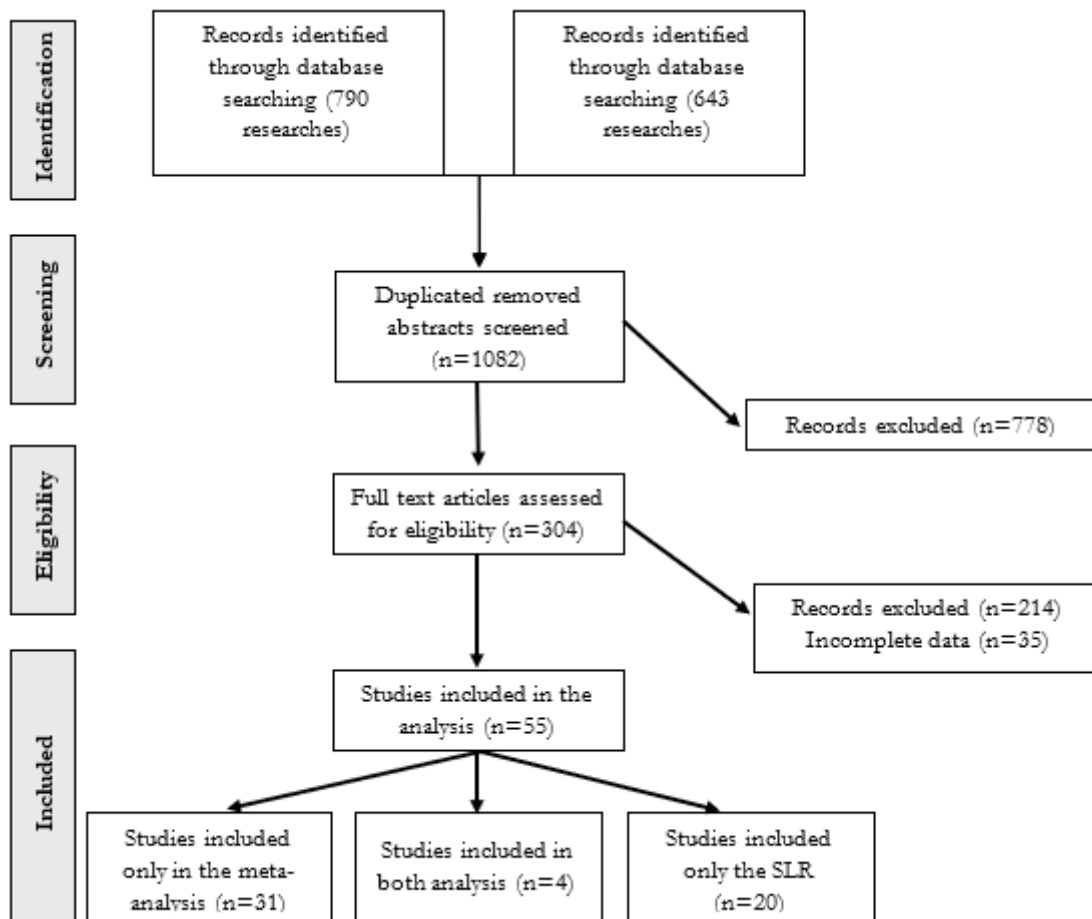 Identification
Records identified
through database
searching (790
researches)
Records identified
through database
searching (643
researches)
Screening
Duplicated removed
abstracts screened
(n=1082)
Records excluded (n=778)
Eligibility
Full text articles assessed
for eligibility (n=304)
Records excluded (n=214)
Incomplete data (n=35)
Included
Studies included in the
analysis (n=55)
Studies included
only in the meta-
analysis (n=31)
Studies included in
both analysis (n=4)
Studies included
only the SLR
(n=20)